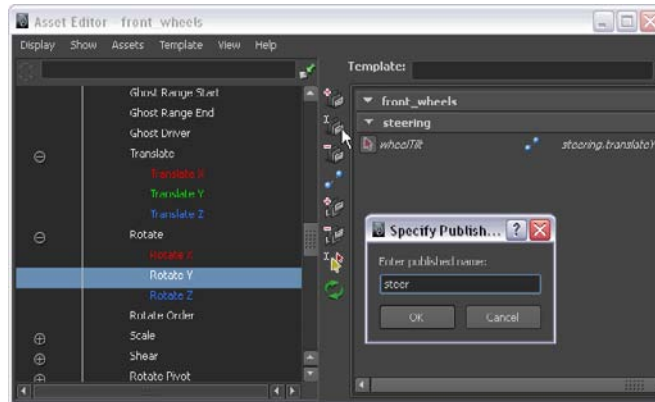 Asset Editor - front_wheels
Display Show Assets Template View Help
Template:
Ghost Range Start
Ghost Range End
Ghost Driver
Translate
Translate X
Translate Y
Translate Z
Rotate
Rotate X
Rotate Y
Rotate Z
Rotate Order
Scale
Shear
Rotate Pivot
front_wheels
steering
wheelTilt steering.translateY
Specify Publish...
Enter published name:
steer
OK Cancel